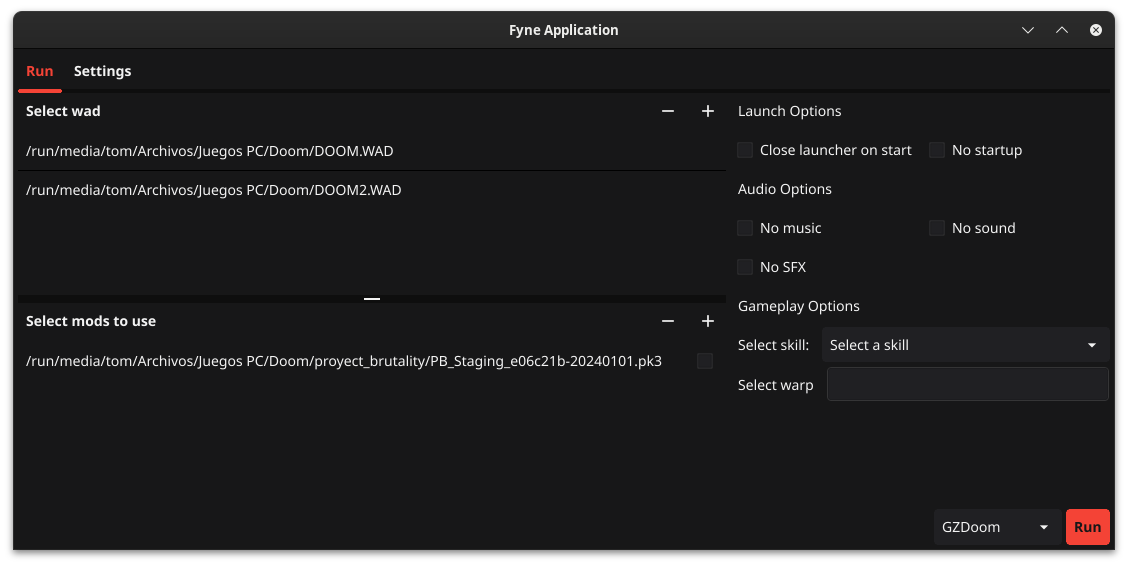 Fyne Application
Run Settings
Select wad
/run/media/tom/Archivos/Juegos PC/Doom/DOOM.WAD
/run/media/tom/Archivos/Juegos PC/Doom/DOOM2.WAD
Select mods to use
/run/media/tom/Archivos/Juegos PC/Doom/proyect_brutality/PB_Staging_e06c21b-20240101.pk3
Launch Options
Close launcher on start No startup
Audio Options
No music No sound
No SFX
Gameplay Options
Select skill: Select a skill
Select warp
GZDoom Run